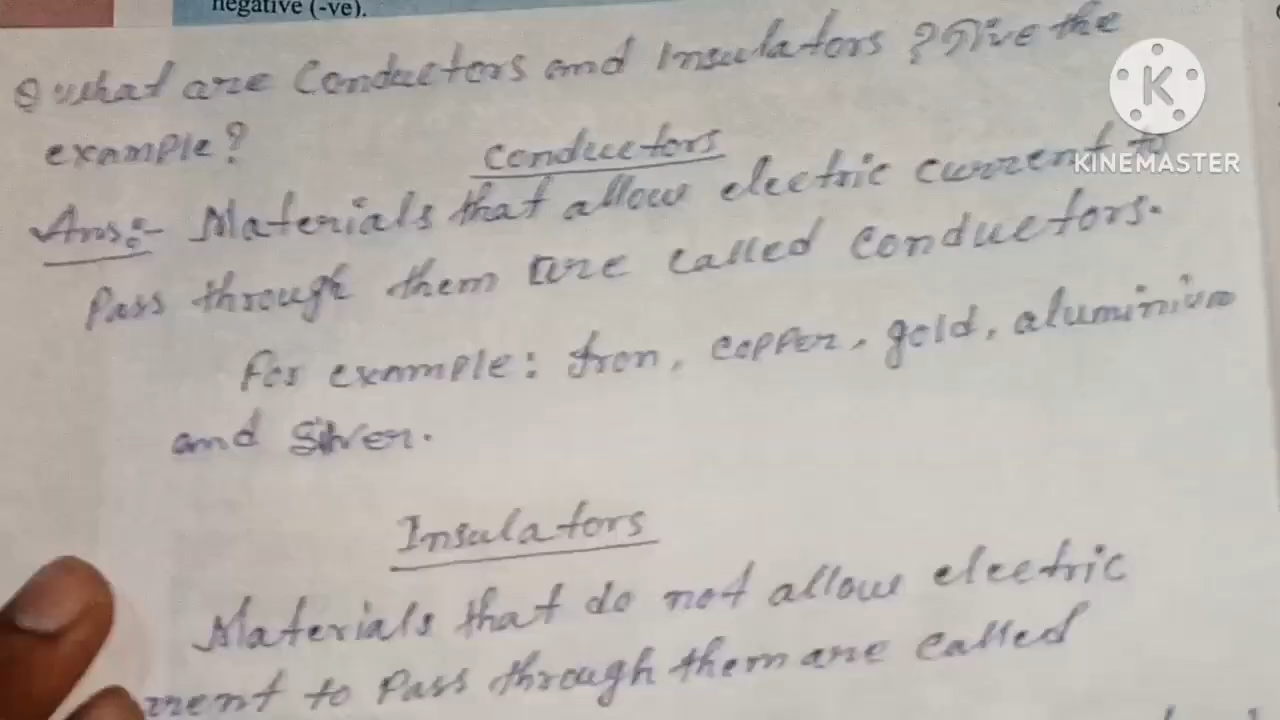 negative (-ve).
Q what are Conductors and Insulators ? Give the
example?
Conductors
Ans:- Materials that allow electric current to
Pass through them are called Conductors.
For example: Iron, copper, gold, aluminium
and Silver.
Insulators
Materials that do not allow electric
rrent to Pass through them are called
K
KINEMASTER